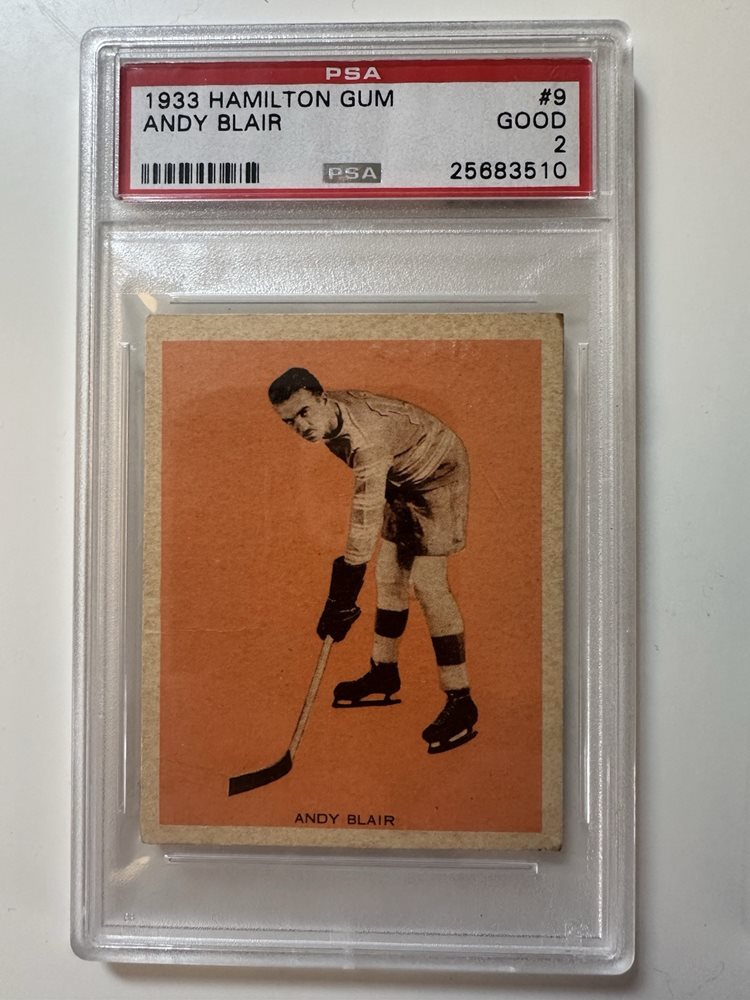 PSA
1933 HAMILTON GUM #9
ANDY BLAIR GOOD
2
PSA 25683510
ANDY BLAIR